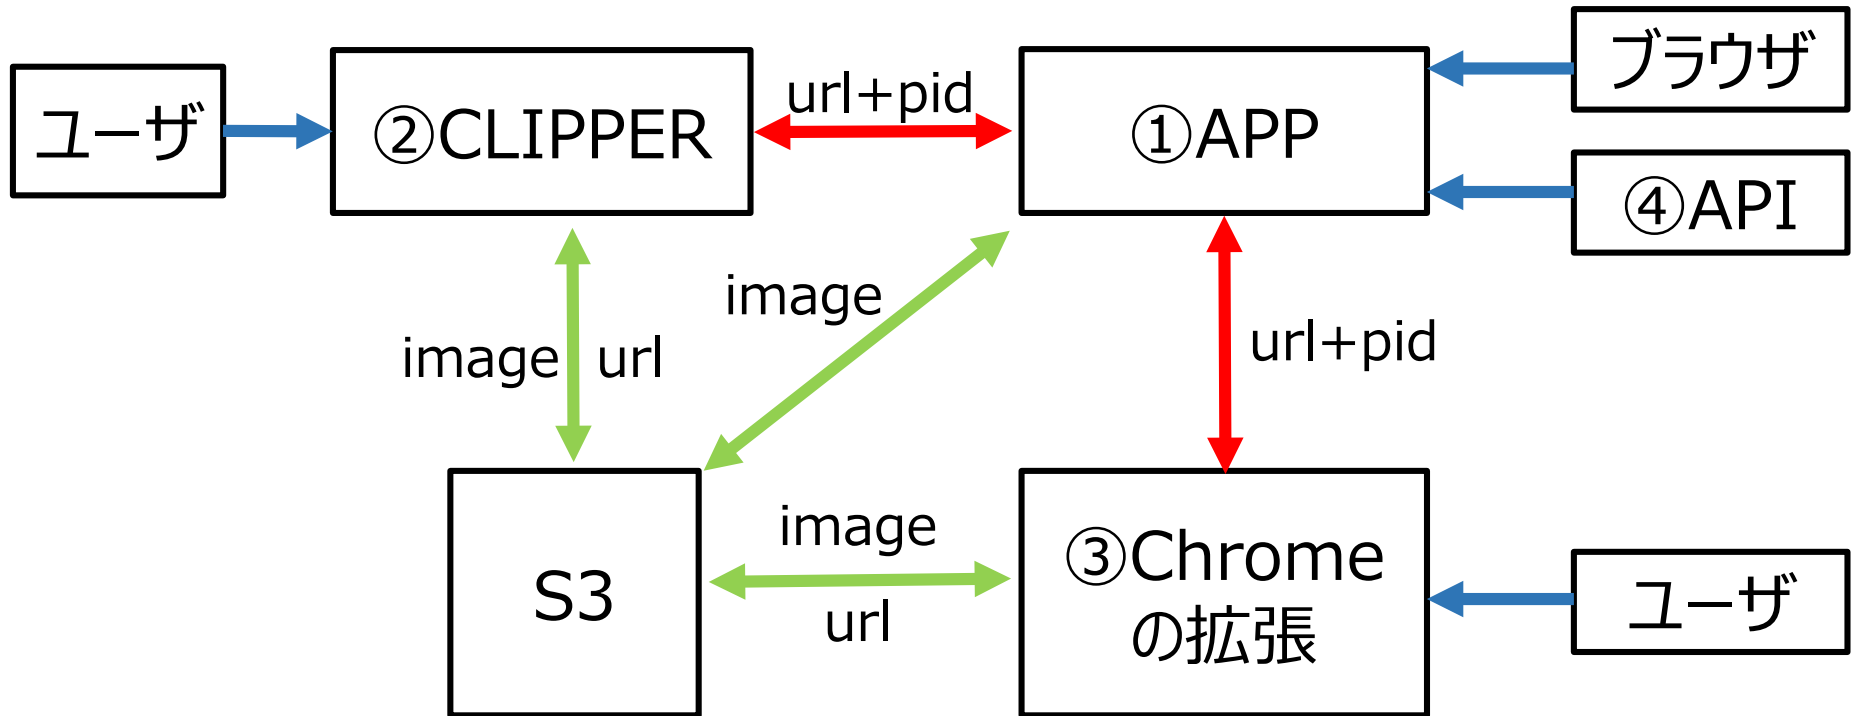 ブラウザ
ユーザ
②CLIPPER
url+pid
①APP
④API
image
image
url
url+pid
image
S3
url
③Chrome
の拡張
ユーザ